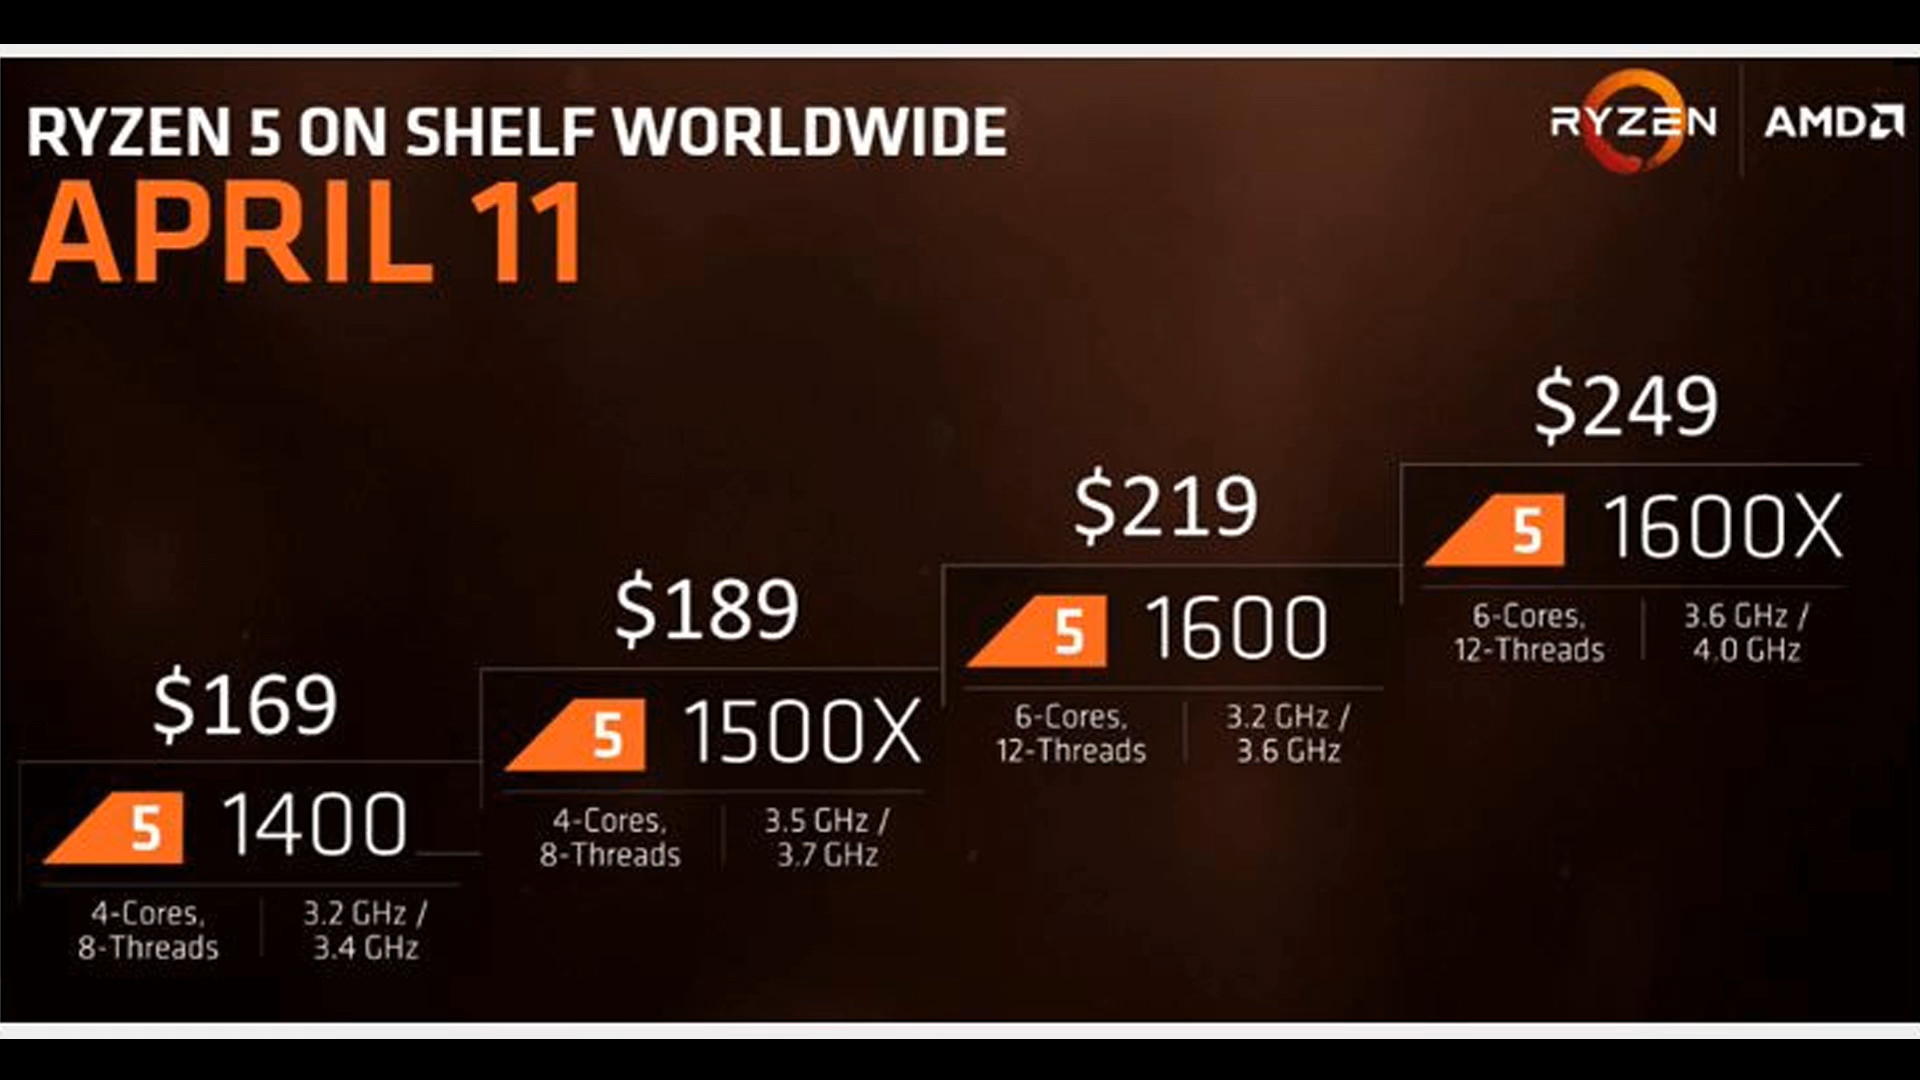 RYZEN 5 ON SHELF WORLDWIDE
APRIL 11
RYZEN
AMD
$169
5 1400
4-Cores,
8-Threads
3.2 GHz /
3.4 GHz
$189
5 1500X
4-Cores,
8-Threads
3.5 GHz /
3.7 GHz
$219
5 1600
6-Cores,
12-Threads
3.2 GHz /
3.6 GHz
$249
5 1600X
6-Cores,
12-Threads
3.6 GHz /
4.0 GHz